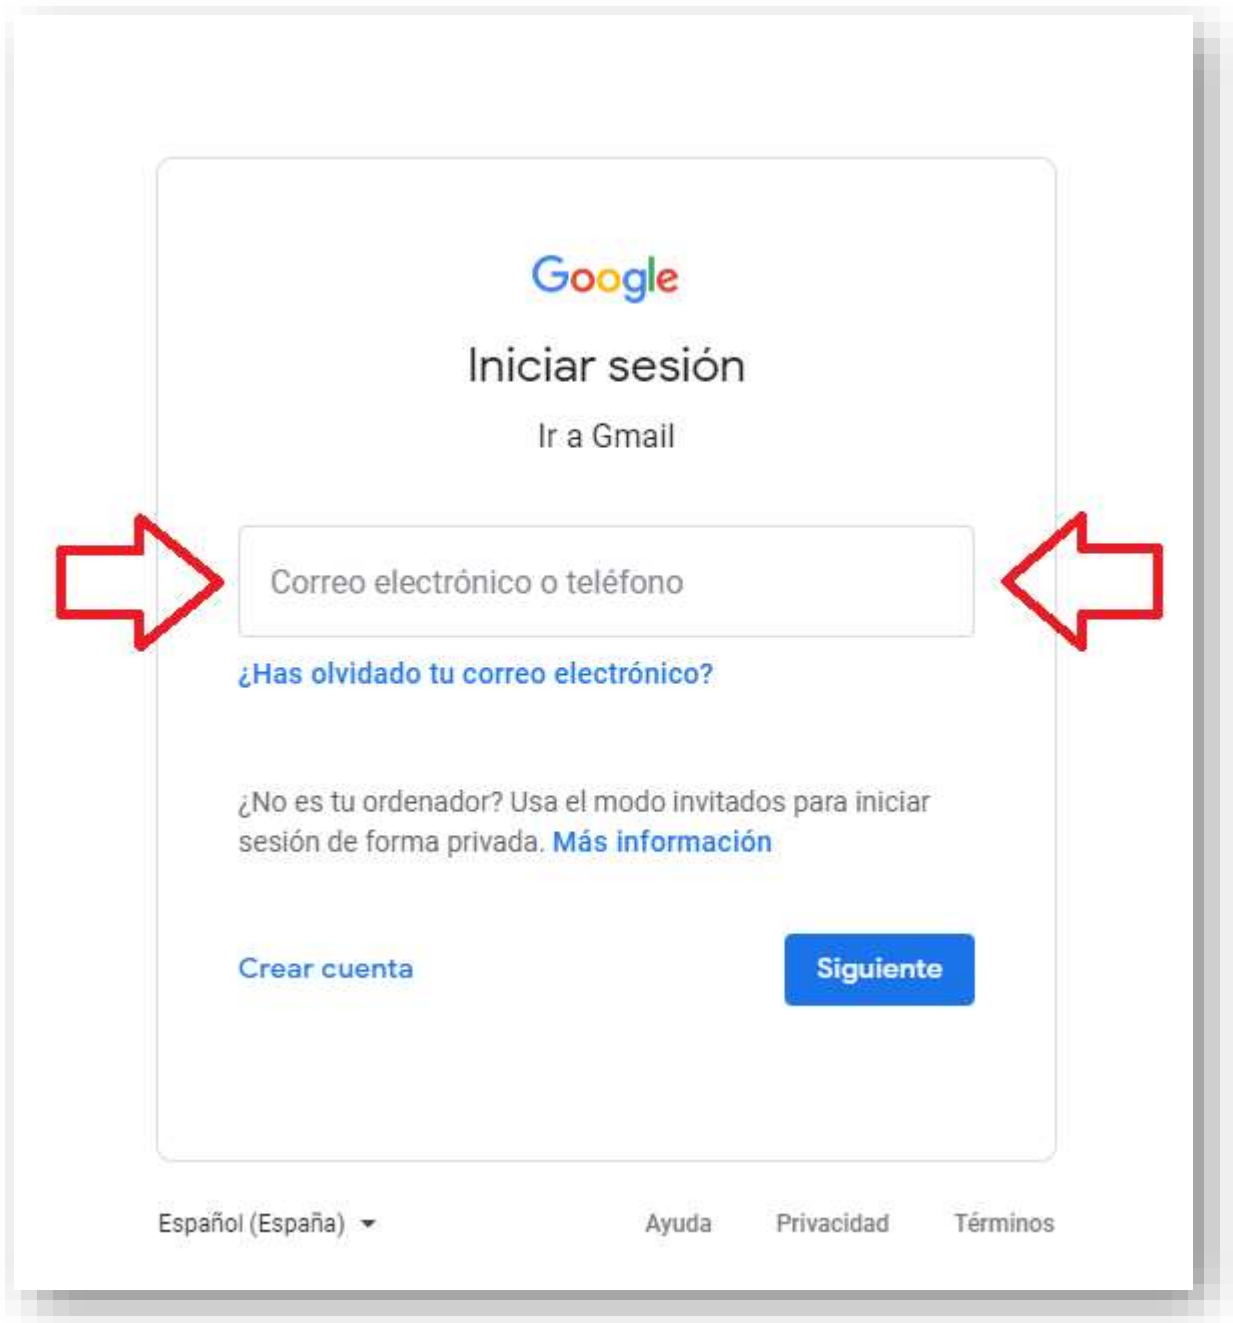 Google
Iniciar sesión
Ir a Gmail
Correo electrónico o teléfono
¿Has olvidado tu correo electrónico?
¿No es tu ordenador? Usa el modo invitados para iniciar
sesión de forma privada. Más información
Crear cuenta Siguiente
Español (España) Ayuda Privacidad Términos